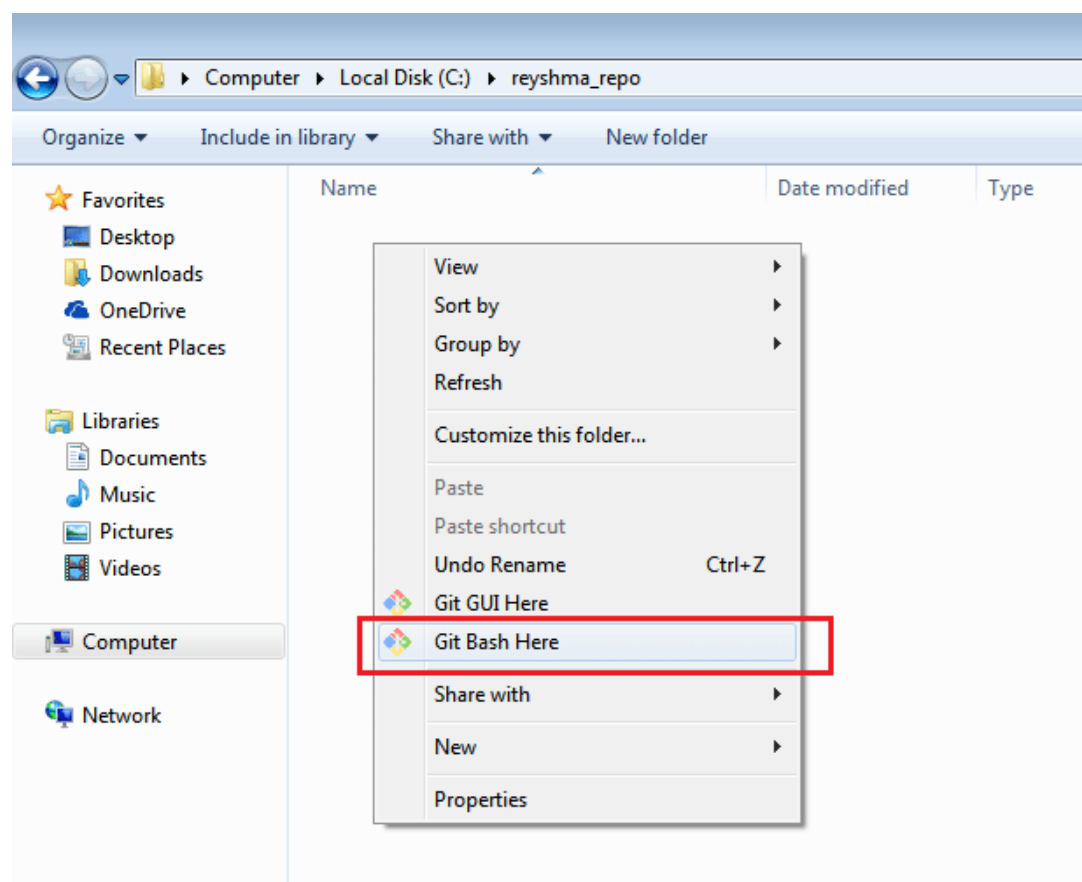 Computer Local Disk (C:) reyshma_repo
Organize Include in library Share with New folder
Name Date modified Type
Favorites
Desktop
Downloads
OneDrive
Recent Places
Libraries
Documents
Music
Pictures
Videos
Computer
Network
View
Sort by
Group by
Refresh
Customize this folder...
Paste
Paste shortcut
Undo Rename Ctrl+Z
Git GUI Here
Git Bash Here
Share with
New
Properties